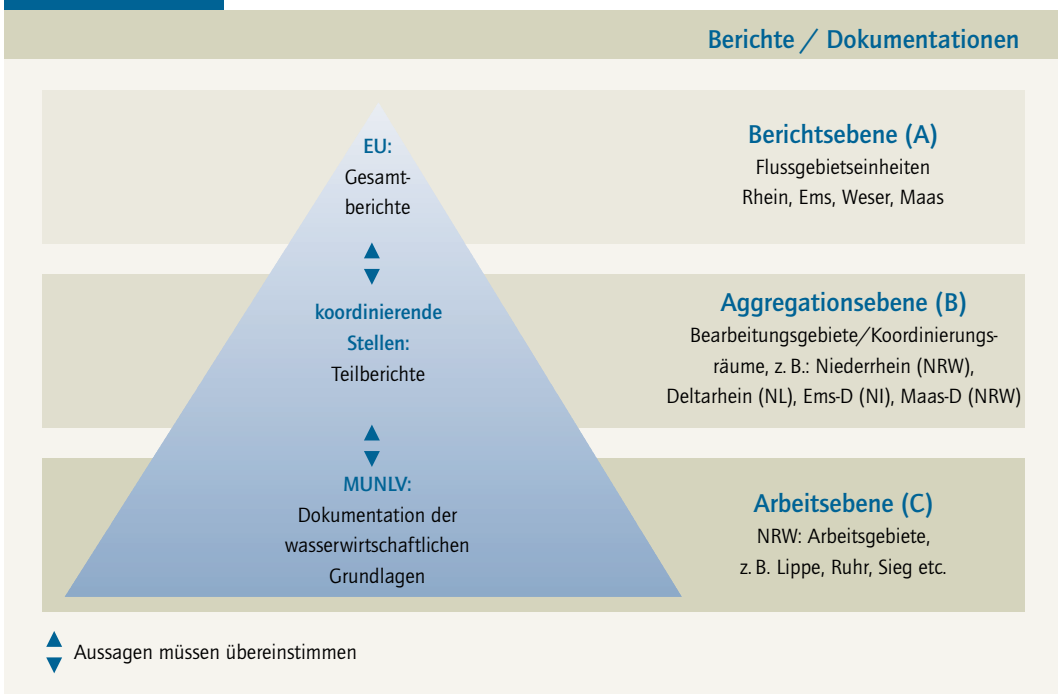 Berichte / Dokumentationen
EU:
Gesamt-
berichte
Berichtsebene (A)
Flussgebietseinheiten
Rhein, Ems, Weser, Maas
koordinierende
Stellen:
Teilberichte
Aggregationsebene (B)
Bearbeitungsgebiete/Koordinierungs-
räume, z. B.: Niederrhein (NRW),
Deltarhein (NL), Ems-D (NI), Maas-D (NRW)
MUNLV:
Dokumentation der
wasserwirtschaftlichen
Grundlagen
Arbeitsebene (C)
NRW: Arbeitsgebiete,
z. B. Lippe, Ruhr, Sieg etc.
Aussagen müssen übereinstimmen